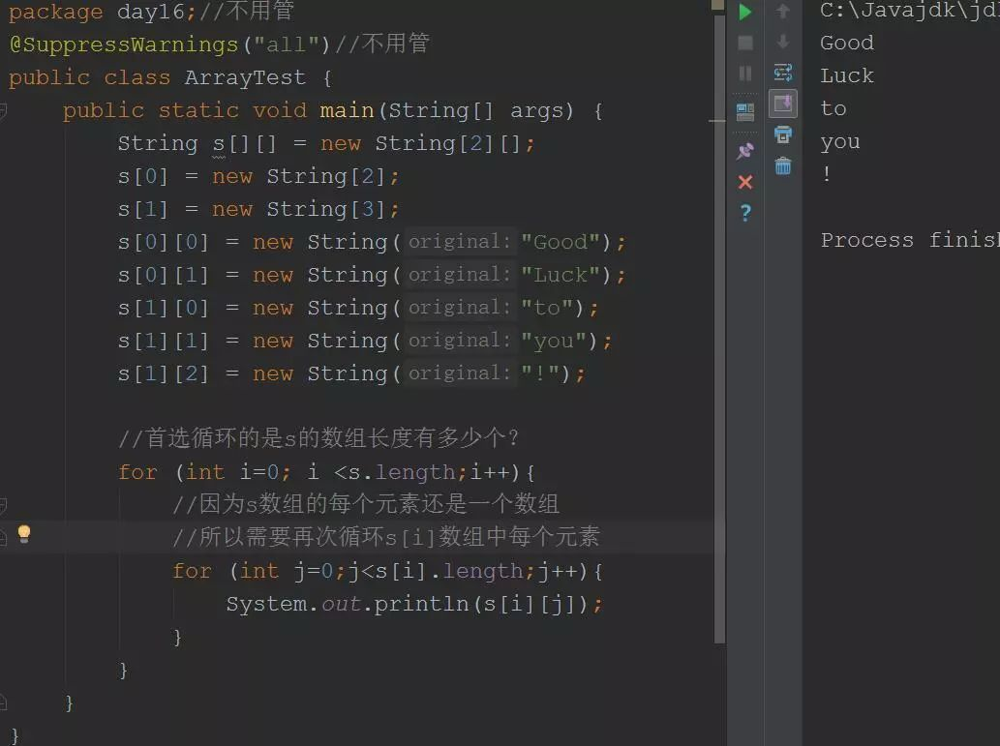 package day16;//不用管
@SuppressWarnings("all")//不用管
public class ArrayTest {
public static void main(String[] args) {
String s[][] = new String[2][];
s[0] = new String[2];
s[1] = new String[3];
s[0][0] = new String( original: "Good");
s[0][1] = new String( original: "Luck");
s[1][0] = new String( original: "to");
s[1][1] = new String( original: "you");
s[1][2] = new String( original: "!");
//首选循环的是s的数组长度有多少个?
for (int i=0; i <s.length;i++){
//因为s数组的每个元素还是一个数组
//所以需要再次循环s[i]数组中每个元素
for (int j=0;j<s[i].length;j++){
System.out.println(s[i][j]);
}
}
}
}
C:\Javajdk\jd
Good
Luck
to
you
!
Process finis